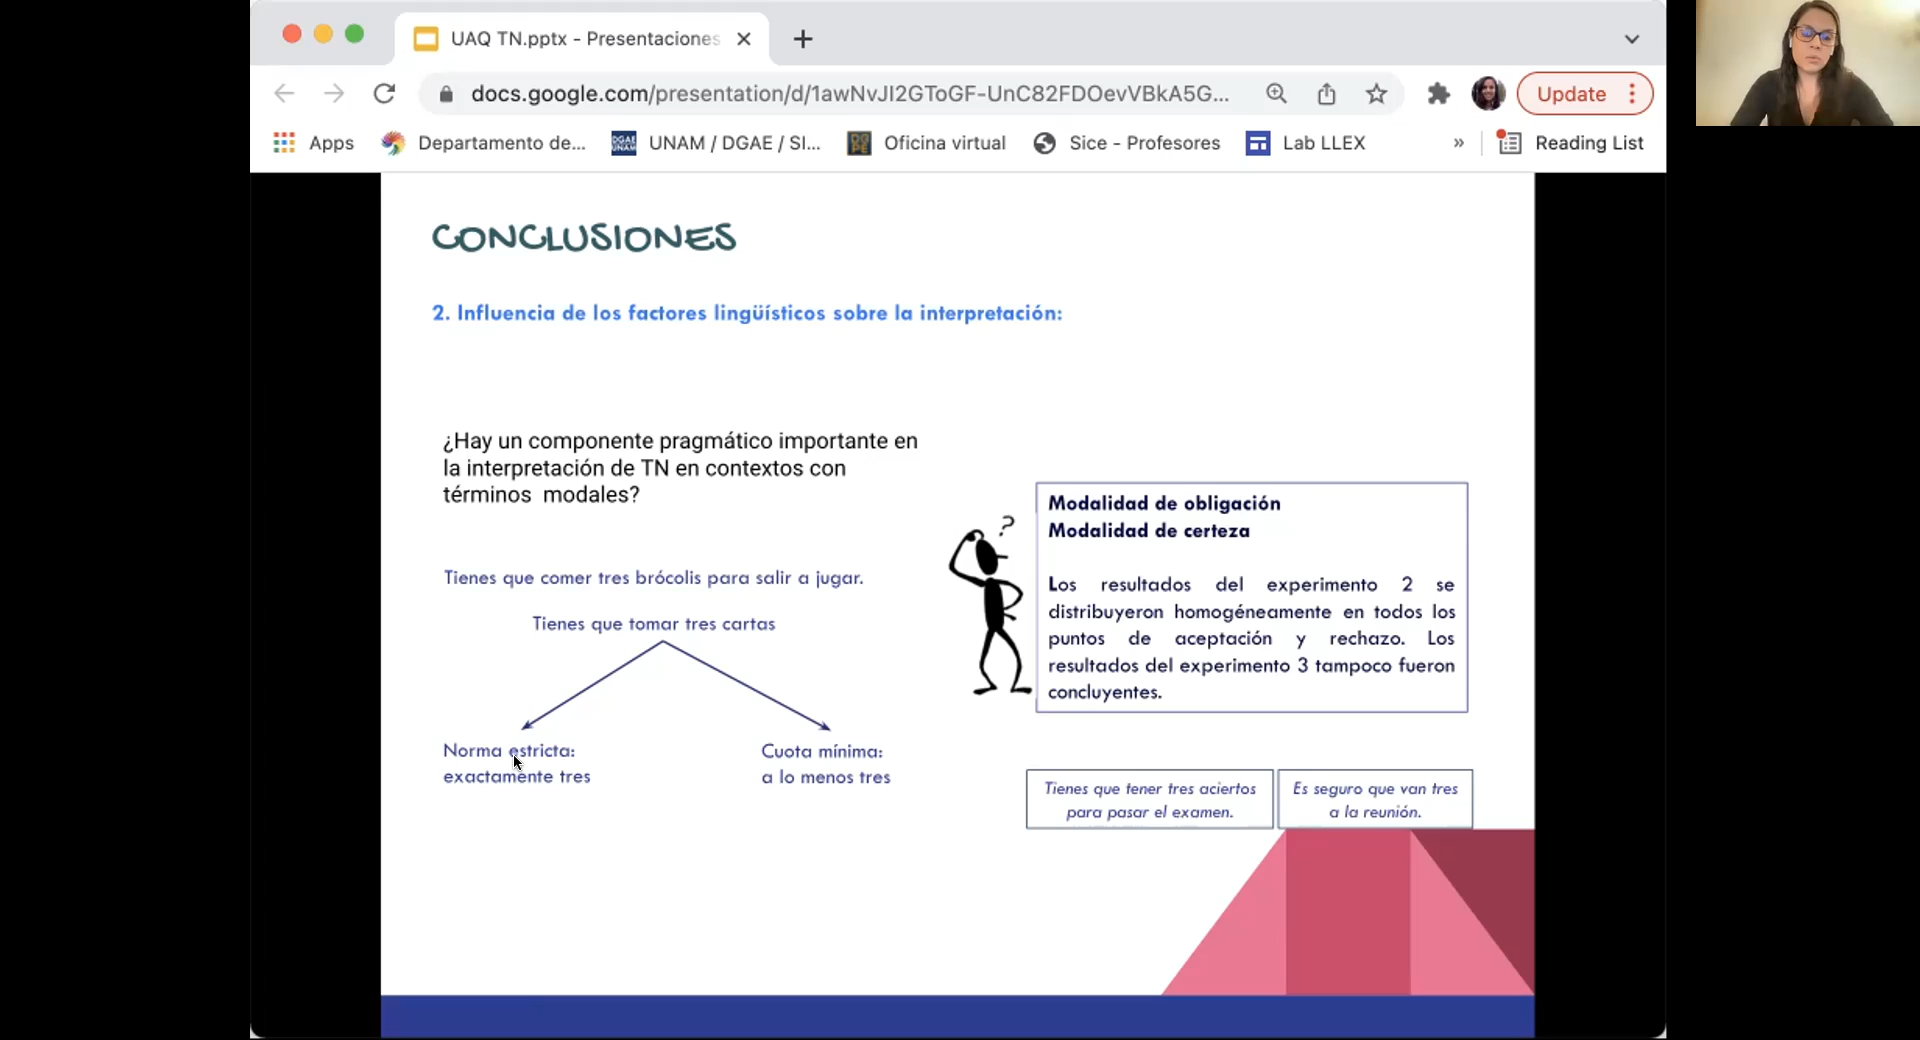 UAQ TN.pptx - Presentaciones
docs.google.com/presentation/d/1awNvJI2GToGF-UnC82FDOevVBkA5G...
Update
Apps
Departamento de...
DGAE
UNAM
UNAM / DGAE / SI...
Oficina virtual
Sice - Profesores
Lab LLEX
»
Reading List
CONCLUSIONES
2. Influencia de los factores lingüísticos sobre la interpretación:
¿Hay un componente pragmático importante en
la interpretación de TN en contextos con
términos modales?
Tienes que comer tres brócolis para salir a jugar.
Tienes que tomar tres cartas
Norma estricta:
exactamente tres
Cuota mínima:
a lo menos tres
?
Modalidad de obligación
Modalidad de certeza
Los resultados del experimento 2 se
distribuyeron homogéneamente en todos los
puntos de aceptación y rechazo. Los
resultados del experimento 3 tampoco fueron
concluyentes.
Tienes que tener tres aciertos
para pasar el examen.
Es seguro que van tres
a la reunión.